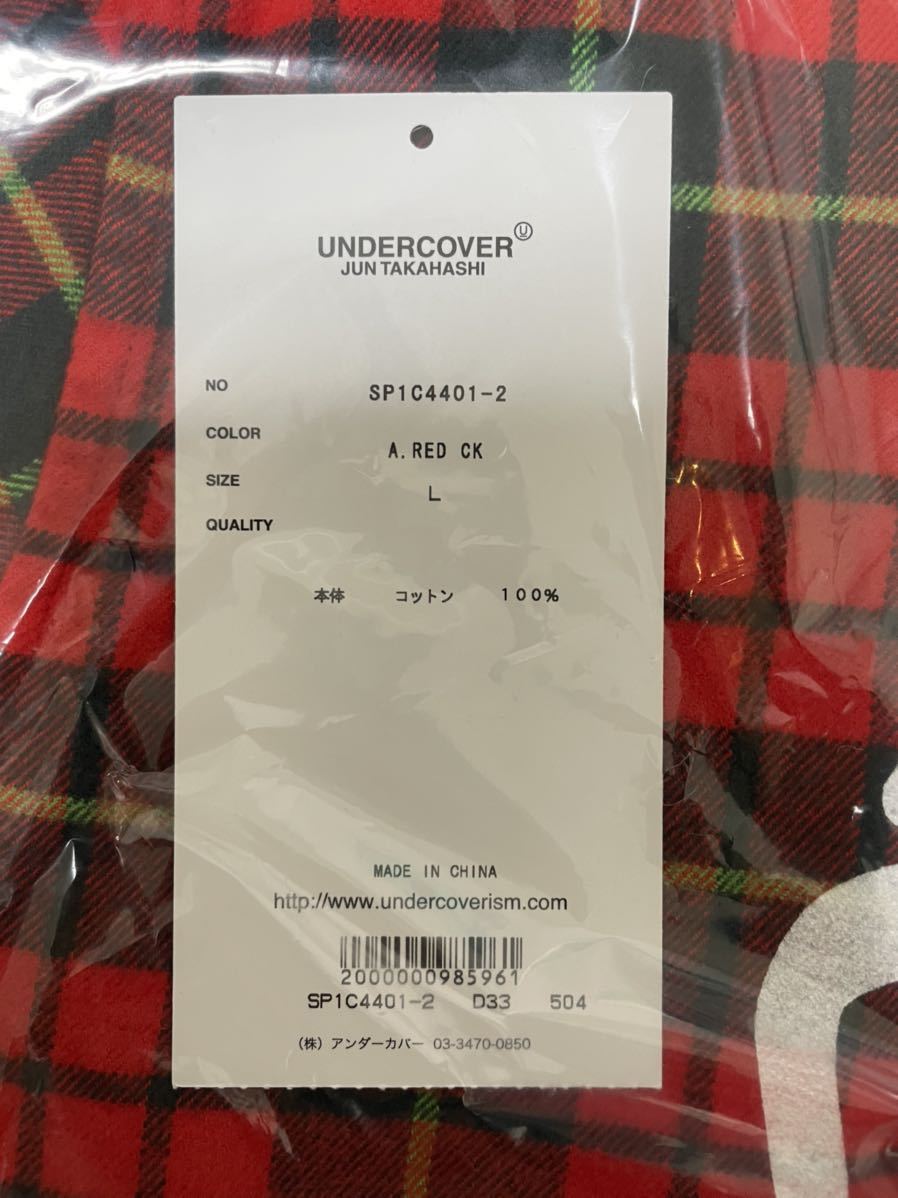 UNDERCOVER
JUN TAKAHASHI
NO SP1C4401-2
COLOR A.RED CK
SIZE L
QUALITY
本体 コットン 100%
MADE IN CHINA
http://www.undercoverism.com
2000000985961
SP1C4401-2 D33 504
(株) アンダーカバー 03-3470-0850